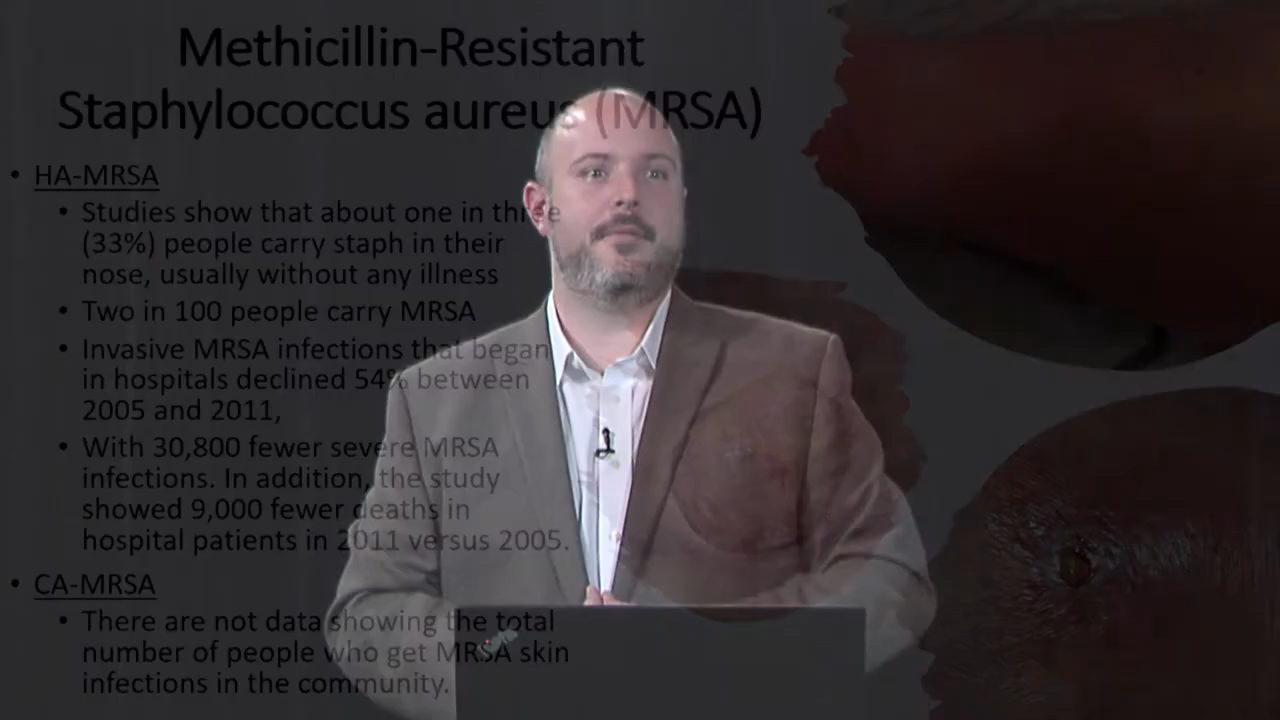 Methicillin-Resistant
Staphylococcus aureus (MRSA)
• HA-MRSA
• Studies show that about one in three
(33%) people carry staph in their
nose, usually without any illness
• Two in 100 people carry MRSA
• Invasive MRSA infections that began
in hospitals declined 54% between
2005 and 2011,
• With 30,800 fewer severe MRSA
infections. In addition, the study
showed 9,000 fewer deaths in
hospital patients in 2011 versus 2005.
• CA-MRSA
• There are not data showing the total
number of people who get MRSA skin
infections in the community.